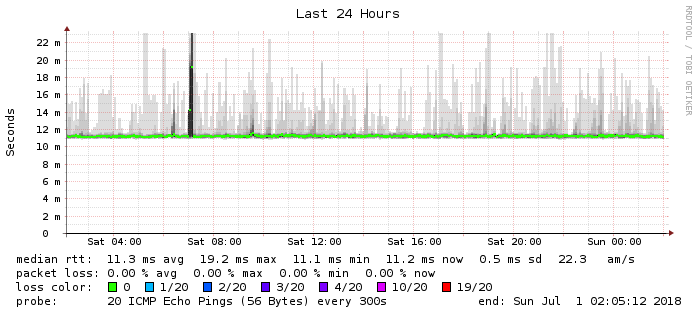 Last 24 Hours
RRDTOOL / TOBI OETIKER
Seconds
22 m
20 m
18 m
16 m
14 m
12 m
10 m
8 m
6 m
4 m
2 m
0
Sat 04:00 Sat 08:00 Sat 12:00 Sat 16:00 Sat 20:00 Sun 00:00
median rtt: 11.3 ms avg 19.2 ms max 11.1 ms min 11.2 ms now 0.5 ms sd 22.3 am/s
packet loss: 0.00 % avg 0.00 % max 0.00 % min 0.00 % now
loss color: 0 1/20 2/20 3/20 4/20 10/20 19/20
probe: 20 ICMP Echo Pings (56 Bytes) every 300s end: Sun Jul 1 02:05:12 2018